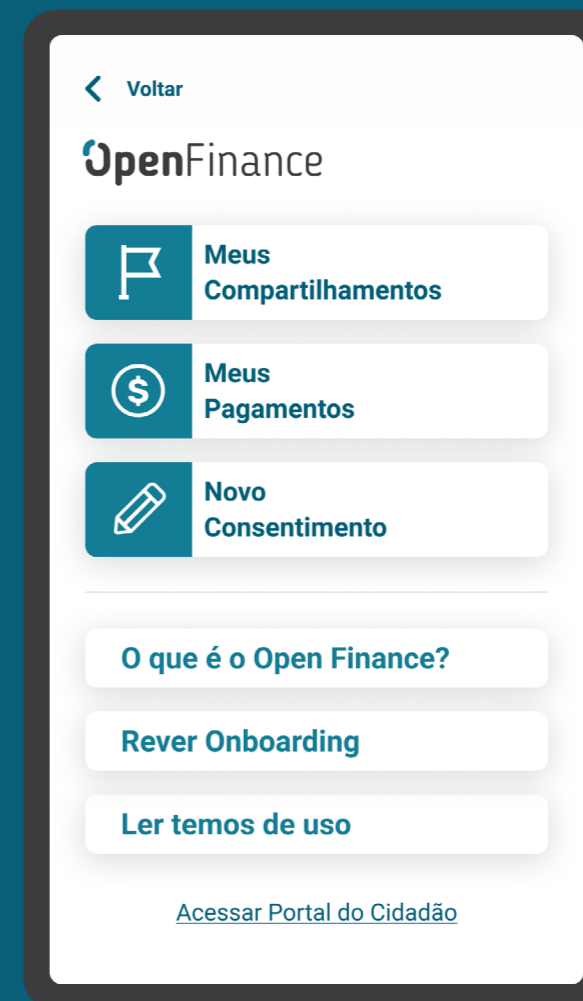 Voltar
OpenFinance
Meus
Compartilhamentos
Meus
Pagamentos
Novo
Consentimento
O que é o Open Finance?
Rever Onboarding
Ler temos de uso
Acessar Portal do Cidadão